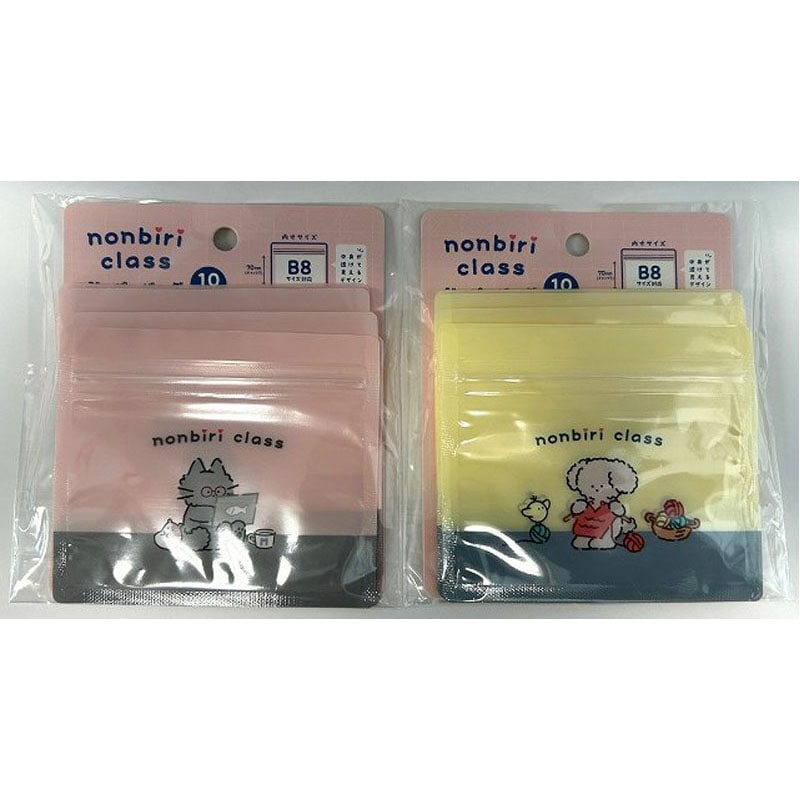 nonbiri
class
10
内寸サイズ
70mm
B8
サイズ対応
中身が
透けて
見える
デザイン
nonbiri class
nonbiri
class
10
内寸サイズ
70mm
B8
サイズ対応
中身が
透けて
見える
デザイン
nonbiri class